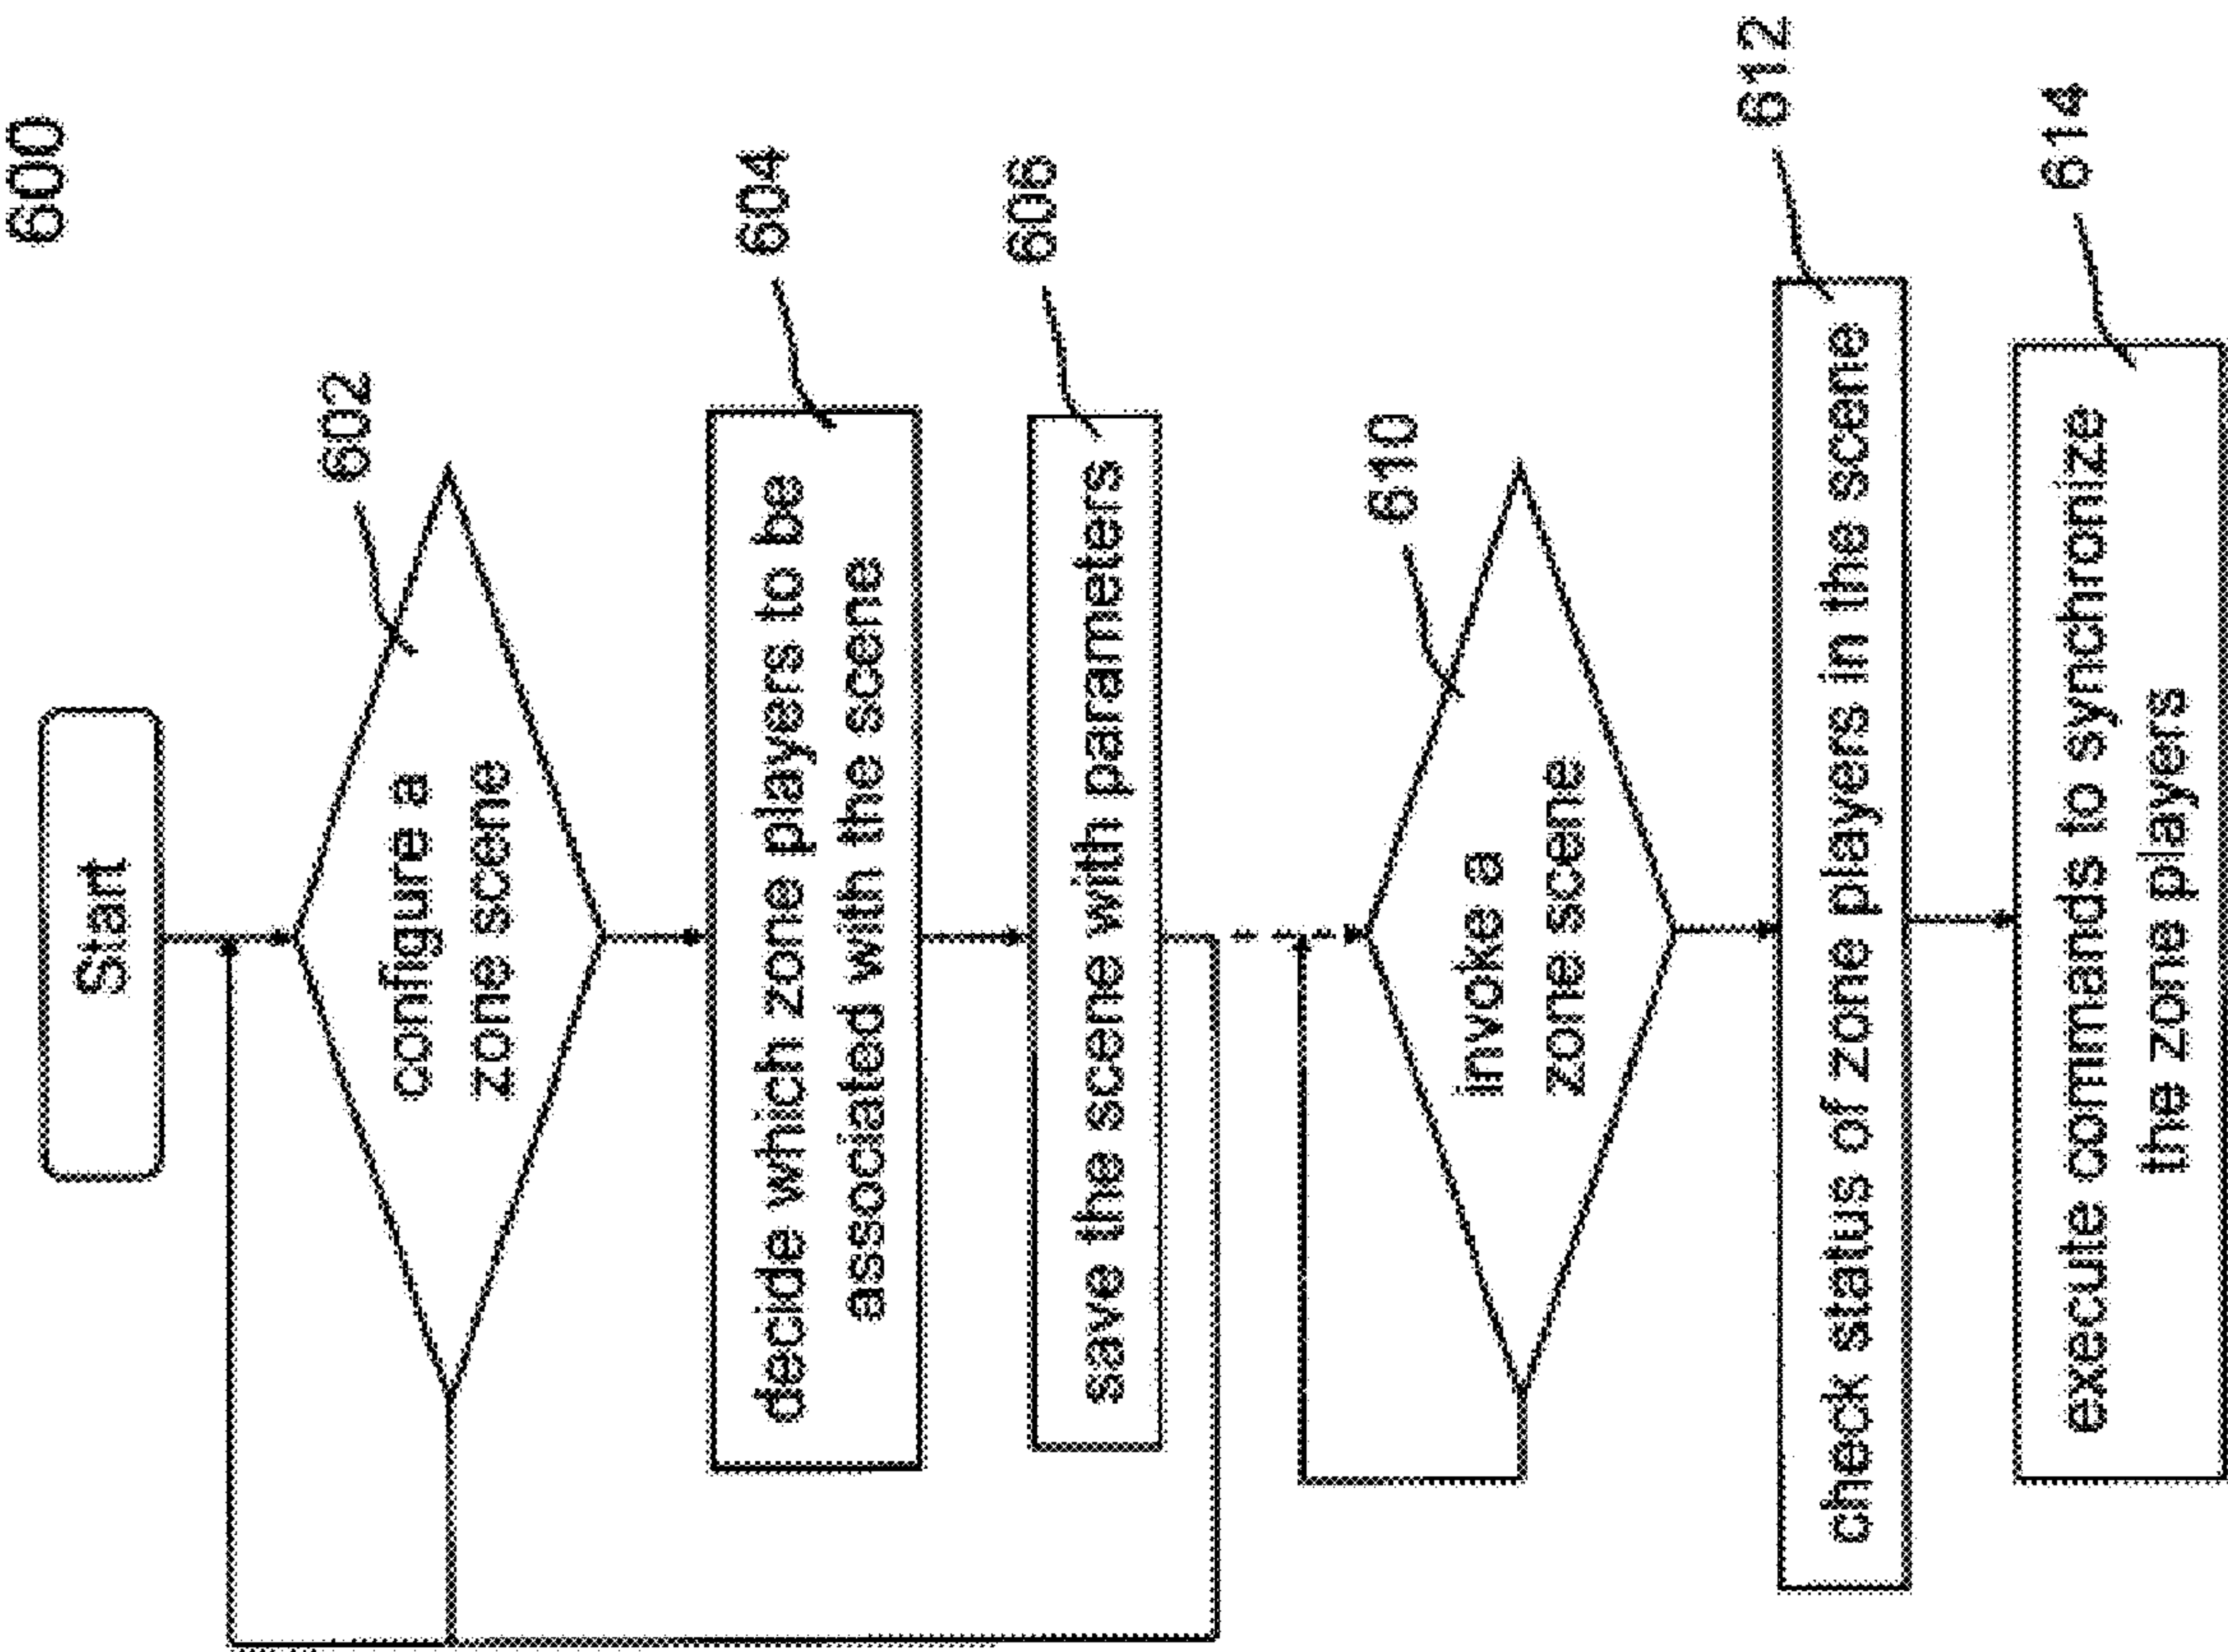 600
Start
602
configure a
zone scene
604
decide which zone players to be
associated with the scene
606
save the scene with parameters
610
invoke a
zone scene
612
check status of zone players in the scene
614
execute commands to synchronize
the zone players